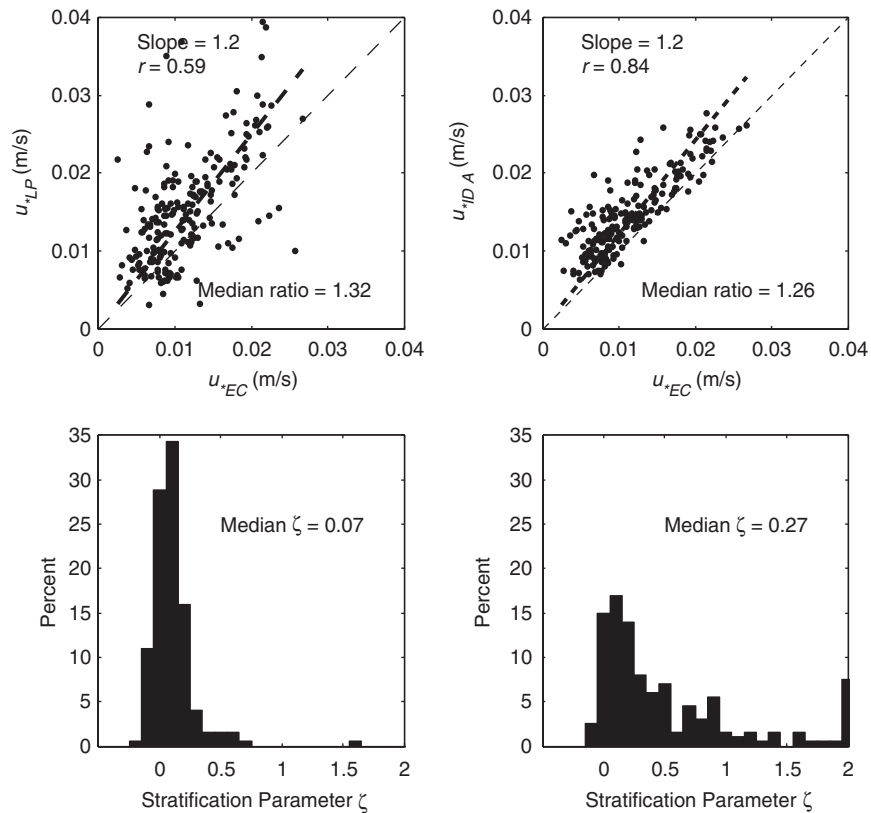 0.04
0.03
0.02
0.01
0
u*LP (m/s)
Slope = 1.2
r = 0.59
Median ratio = 1.32
0 0.01 0.02 0.03 0.04
u*EC (m/s)
0.04
0.03
0.02
0.01
0
u*ID A (m/s)
Slope = 1.2
r = 0.84
Median ratio = 1.26
0 0.01 0.02 0.03 0.04
u*EC (m/s)
35
30
25
20
15
10
5
0
Percent
Median ζ = 0.07
0 1 2
Stratification Parameter ζ
35
30
25
20
15
10
5
0
Percent
Median ζ = 0.27
0 0.5 1 1.5 2
Stratification Parameter ζ